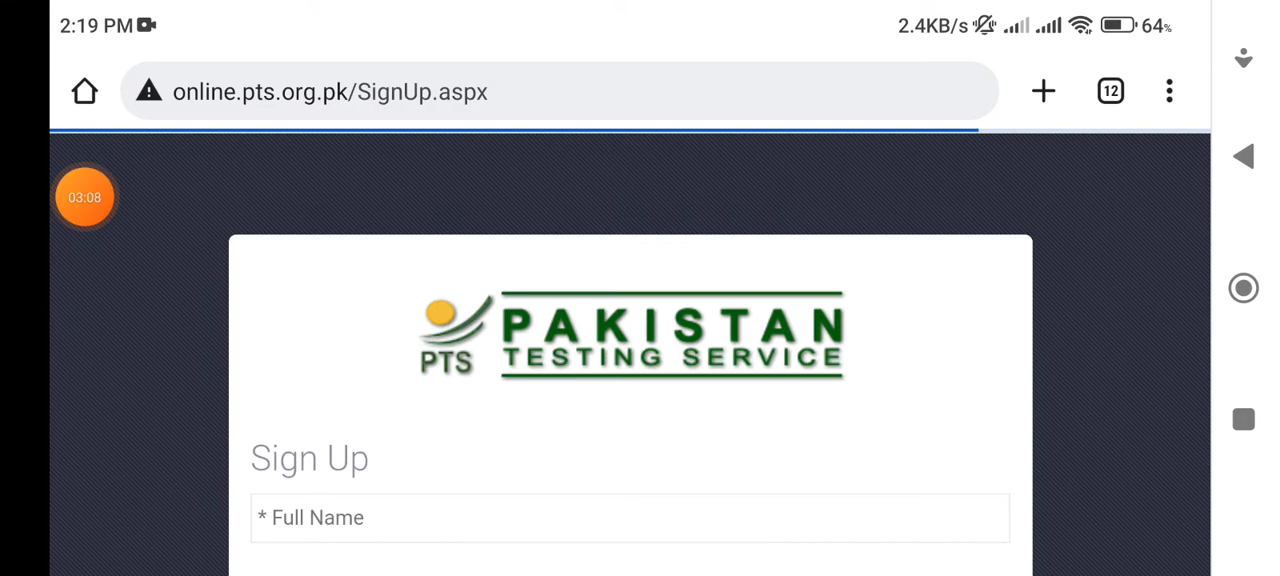 2:19 PM
2.4KB/s 64%
online.pts.org.pk/SignUp.aspx
12
03:08
PTS
PAKISTAN
TESTING SERVICE
Sign Up
* Full Name